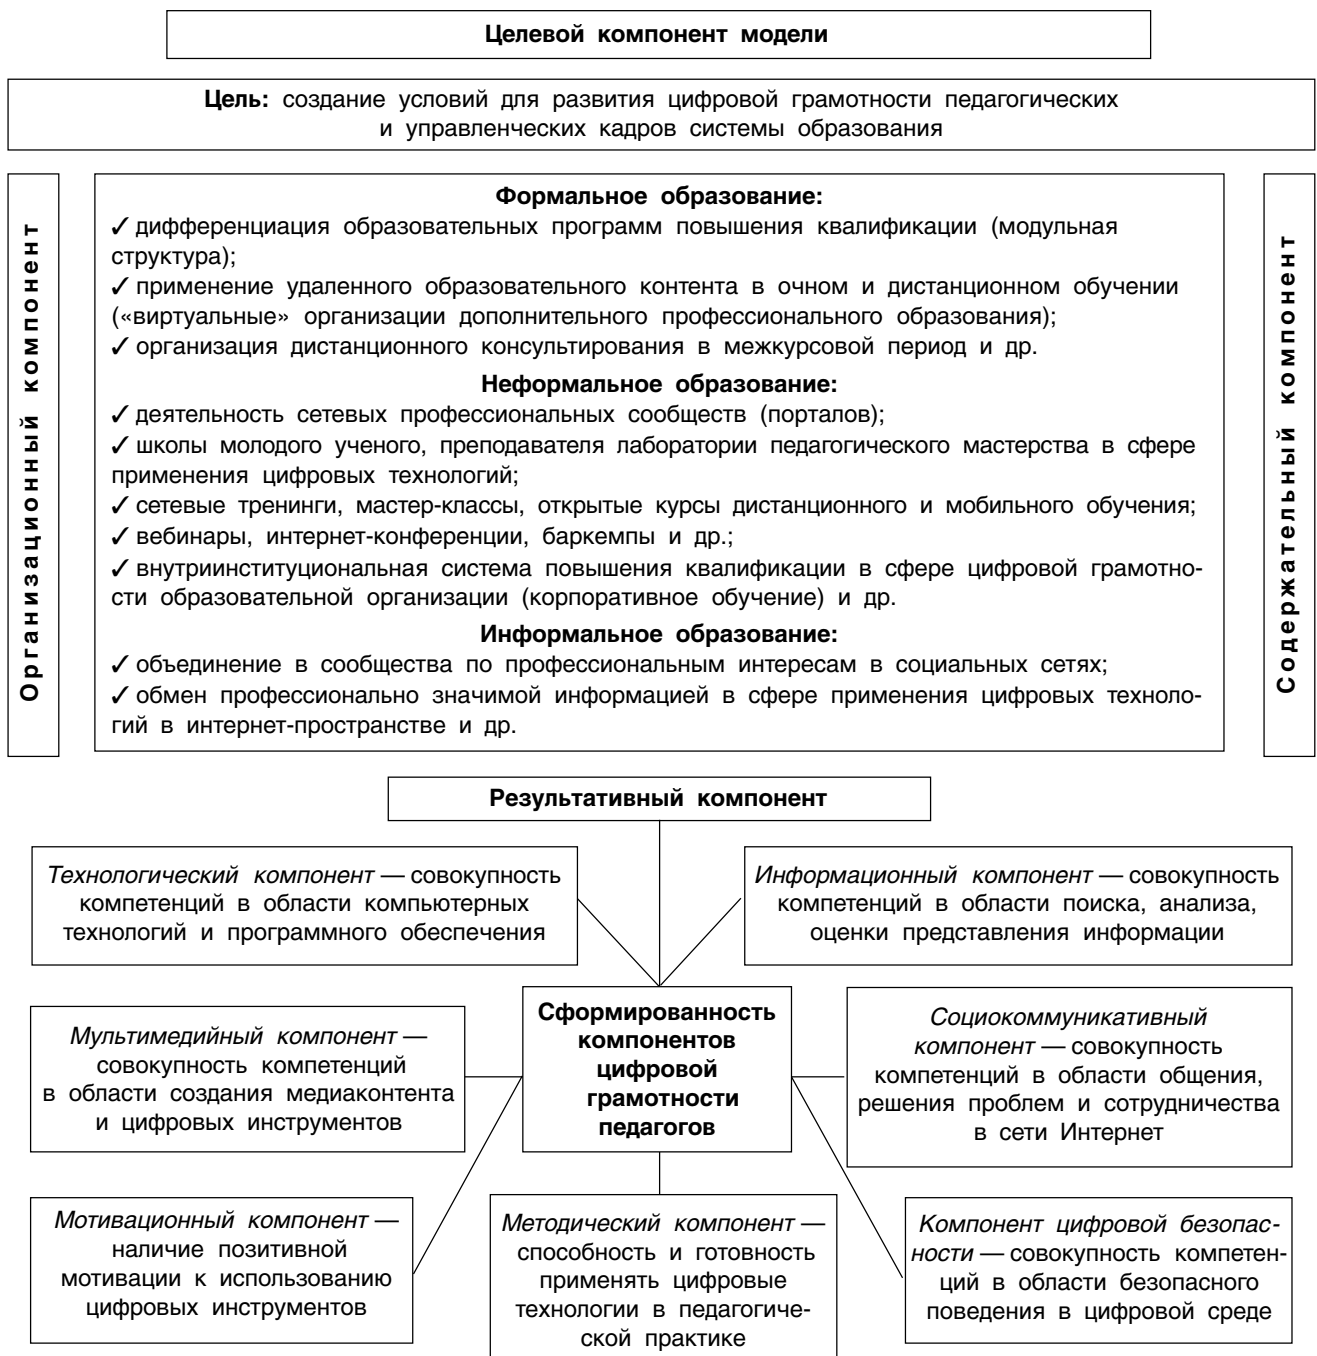 Целевой компонент модели
Цель: создание условий для развития цифровой грамотности педагогических
и управленческих кадров системы образования
Организационный компонент
Формальное образование:
✓ дифференциация образовательных программ повышения квалификации (модульная
структура);
✓ применение удаленного образовательного контента в очном и дистанционном обучении
(«виртуальные» организации дополнительного профессионального образования);
✓ организация дистанционного консультирования в межкурсовой период и др.
Неформальное образование:
✓ деятельность сетевых профессиональных сообществ (порталов);
✓ школы молодого ученого, преподавателя лаборатории педагогического мастерства в сфере
применения цифровых технологий;
✓ сетевые тренинги, мастер-классы, открытые курсы дистанционного и мобильного обучения;
✓ вебинары, интернет-конференции, баркемпы и др.;
✓ внутриинституциональная система повышения квалификации в сфере цифровой грамотно-
сти образовательной организации (корпоративное обучение) и др.
Информальное образование:
✓ объединение в сообщества по профессиональным интересам в социальных сетях;
✓ обмен профессионально значимой информацией в сфере применения цифровых техноло-
гий в интернет-пространстве и др.
Содержательный компонент
Результативный компонент
Технологический компонент — совокупность
компетенций в области компьютерных
технологий и программного обеспечения
Информационный компонент — совокупность
компетенций в области поиска, анализа,
оценки представления информации
Мультимедийный компонент —
совокупность компетенций
в области создания медиаконтента
и цифровых инструментов
Сформированность
компонентов
цифровой
грамотности
педагогов
Социокоммуникативный
компонент — совокупность
компетенций в области общения,
решения проблем и сотрудничества
в сети Интернет
Мотивационный компонент —
наличие позитивной
мотивации к использованию
цифровых инструментов
Методический компонент —
способность и готовность
применять цифровые
технологии в педагогиче-
ской практике
Компонент цифровой безопас-
ности — совокупность компетен-
ций в области безопасного
поведения в цифровой среде